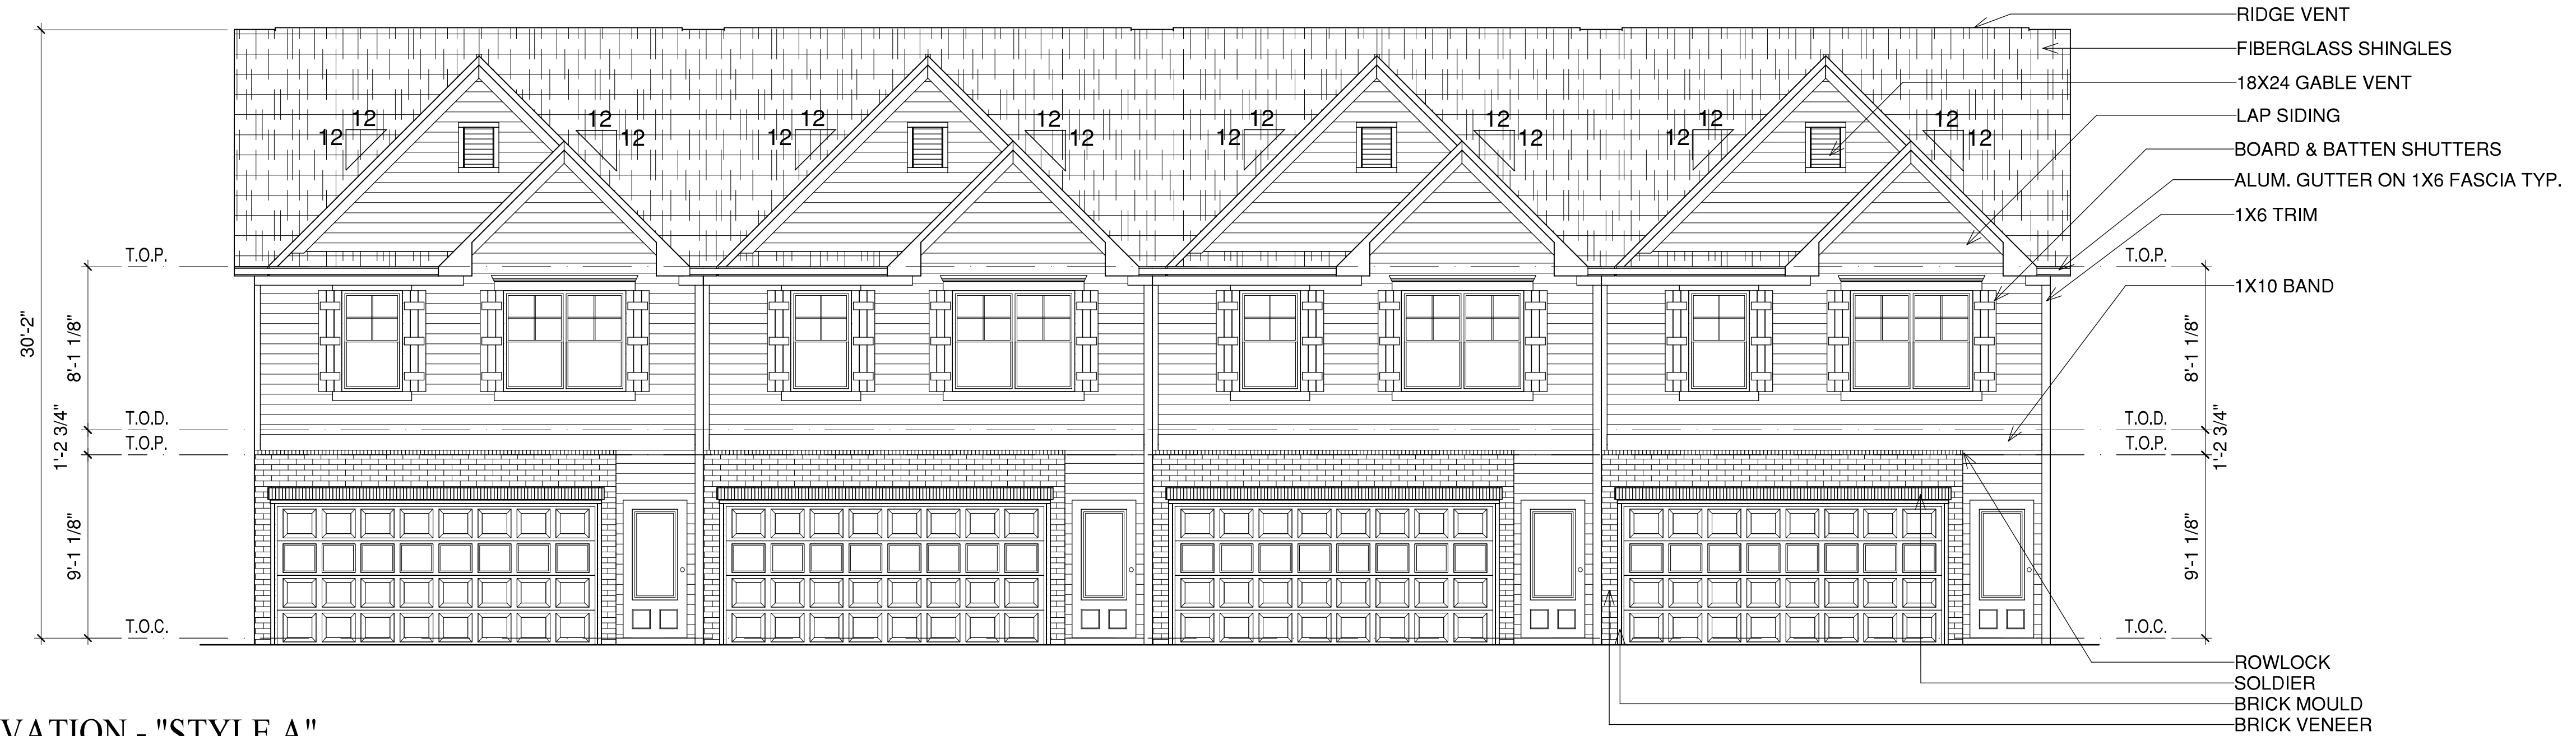 RIDGE VENT
FIBERGLASS SHINGLES
18X24 GABLE VENT
LAP SIDING
BOARD & BATTEN SHUTTERS
ALUM. GUTTER ON 1X6 FASCIA TYP.
1X6 TRIM
1X10 BAND
12 12 12 12 12 12 12 12
12 12 12 12 12 12 12 12
T.O.P. T.O.P.
30'-2"
8'-1 1/8" 8'-1 1/8"
T.O.D. T.O.D.
1'-2 3/4" 1'-2 3/4"
T.O.P. T.O.P.
9'-1 1/8" 9'-1 1/8"
T.O.C. T.O.C.
ROWLOCK
SOLDIER
BRICK MOULD
BRICK VENEER
VATION - "STYLE A"